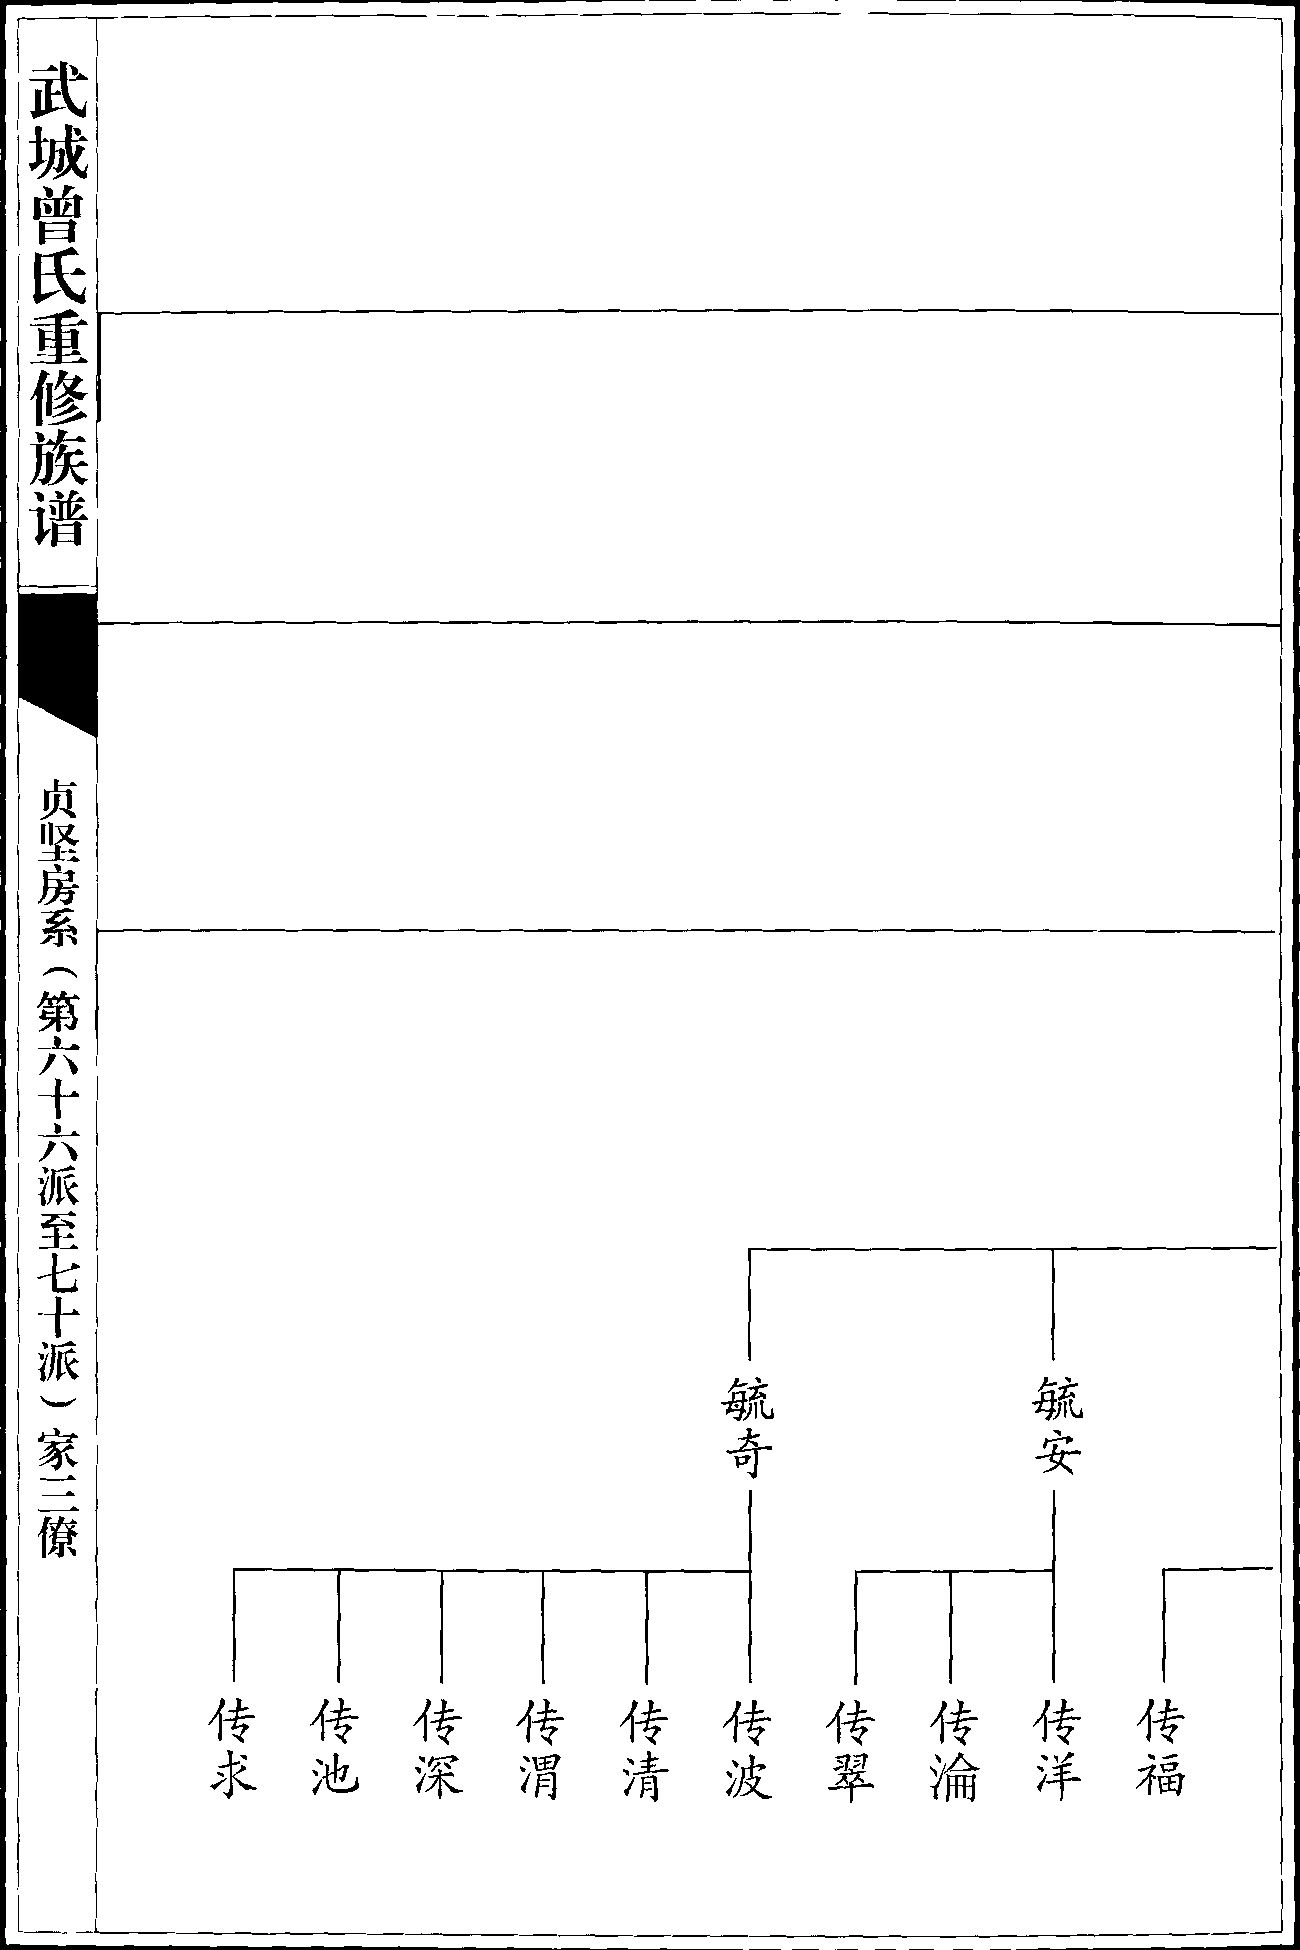 武城曾氏重修族谱
贞坚房系（第六十六派至七十派）家三僚
毓安
毓奇
传福
传洋
传淪
传翠
传波
传清
传渭
传深
传池
传求